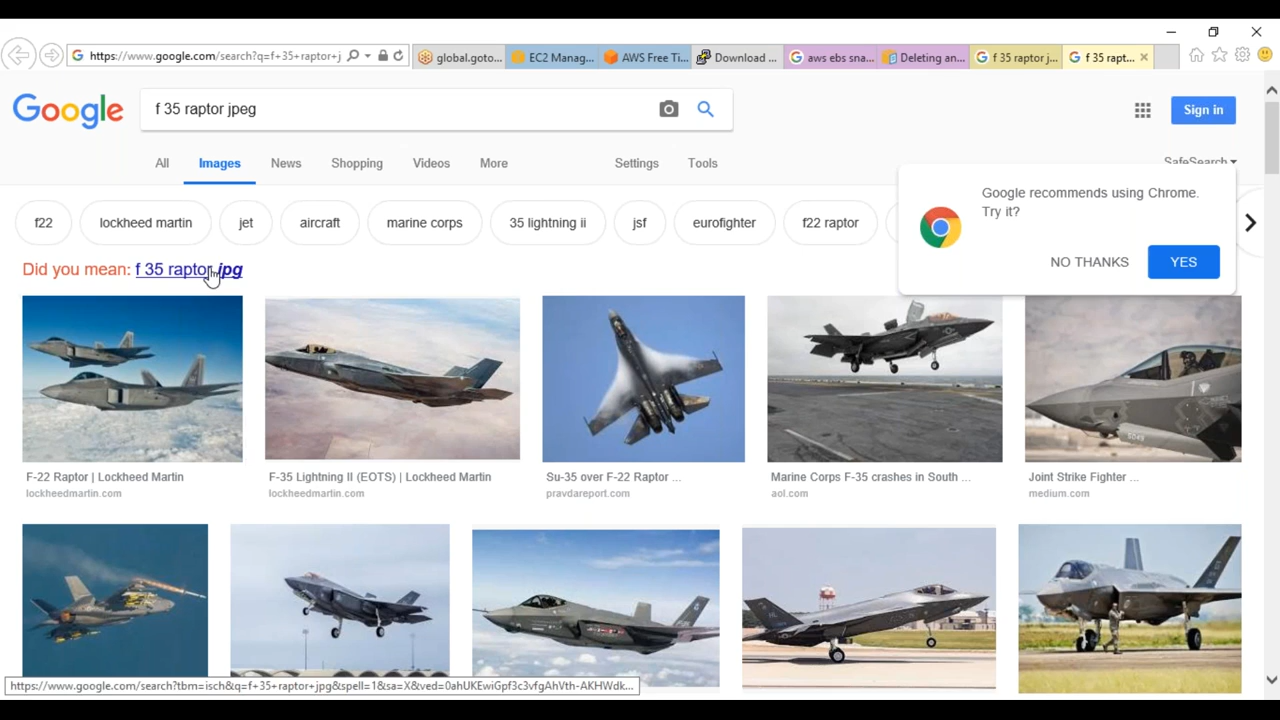 https://www.google.com/search?q=f+35+raptor+j
global.goto...
EC2 Manag...
AWS Free Ti...
Download ...
aws ebs sna...
Deleting an...
f 35 raptor j...
f 35 rapt...
Google
f 35 raptor jpeg
Sign in
All
Images
News
Shopping
Videos
More
Settings
Tools
SafeSearch
Google recommends using Chrome.
Try it?
NO THANKS
YES
f22
lockheed martin
jet
aircraft
marine corps
35 lightning ii
jsf
eurofighter
f22 raptor
Did you mean: f 35 raptor jpg
F-22 Raptor | Lockheed Martin
lockheedmartin.com
F-35 Lightning II (EOTS) | Lockheed Martin
lockheedmartin.com
Su-35 over F-22 Raptor ...
pravdareport.com
Marine Corps F-35 crashes in South ...
aol.com
Joint Strike Fighter ...
medium.com
https://www.google.com/search?tbm=isch&q=f+35+raptor+jpg&spell=1&sa=X&ved=0ahUKEwiGpf3c3vfgAhVth-AKHWdk...